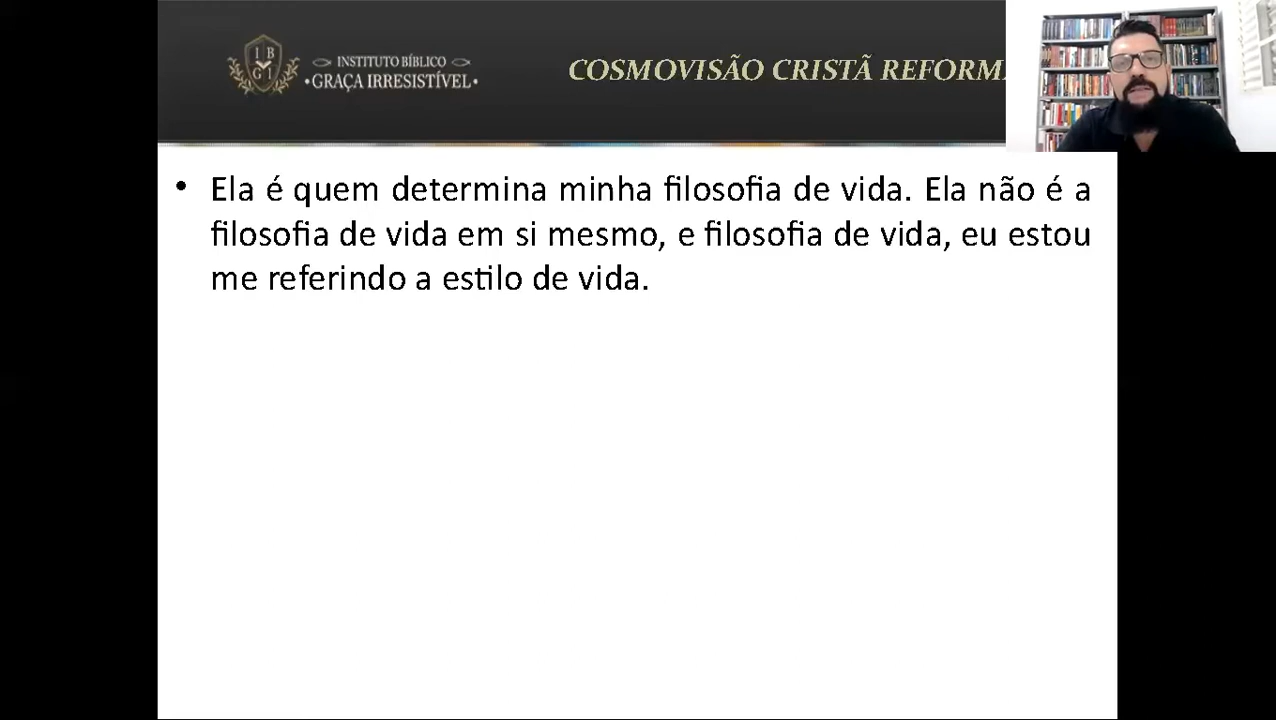 I B
G I
INSTITUTO BÍBLICO
•GRAÇA IRRESISTÍVEL•
COSMOVISÃO CRISTÃ
• Ela é quem determina minha filosofia de vida. Ela não é a
filosofia de vida em si mesmo, e filosofia de vida, eu estou
me referindo a estilo de vida.